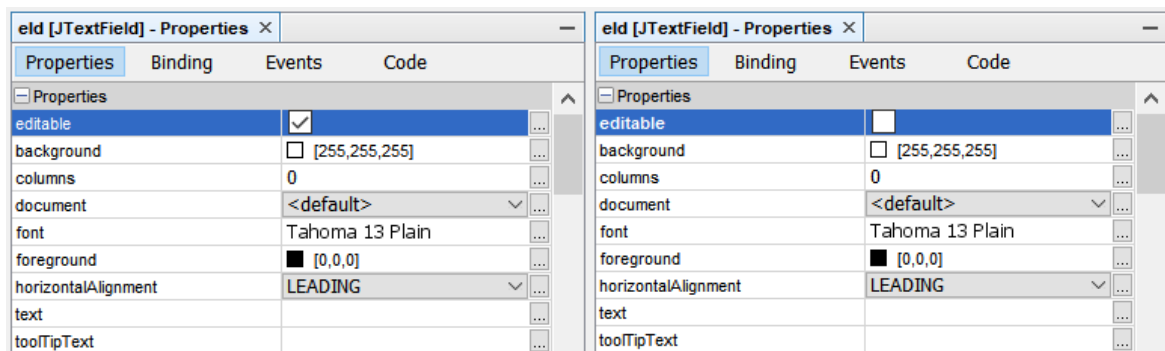 eId [JTextField] - Properties ×
Properties Binding Events Code
Properties
editable
background [255,255,255] ...
columns 0 ...
document <default> ...
font Tahoma 13 Plain ...
foreground [0,0,0] ...
horizontalAlignment LEADING ...
text ...
toolTipText ...
eId [JTextField] - Properties ×
Properties Binding Events Code
Properties
editable ...
background [255,255,255] ...
columns 0 ...
document <default> ...
font Tahoma 13 Plain ...
foreground [0,0,0] ...
horizontalAlignment LEADING ...
text ...
toolTipText ...